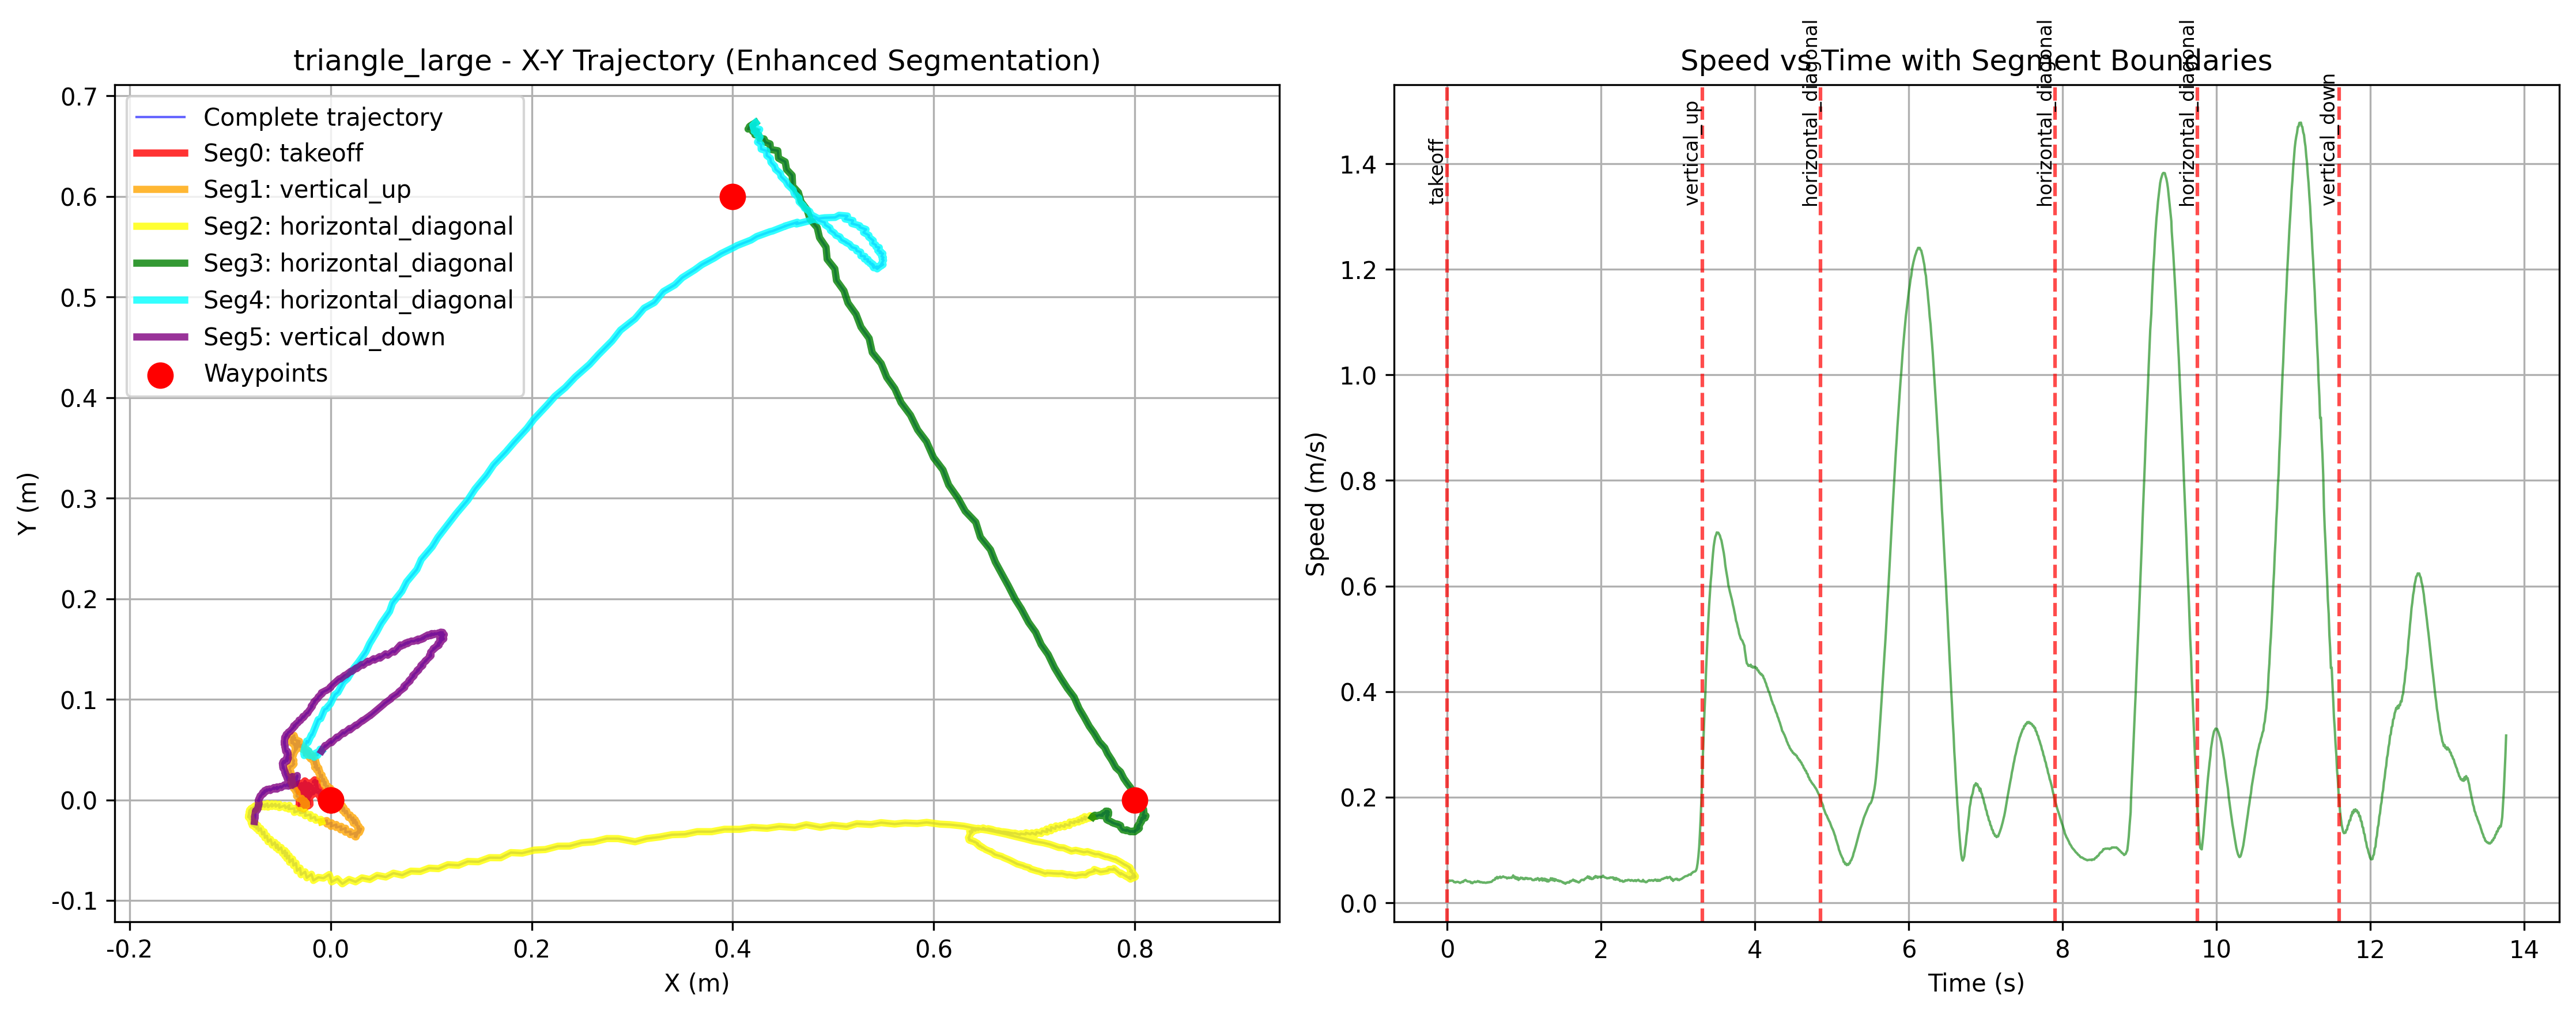 triangle_large - X-Y Trajectory (Enhanced Segmentation)
Complete trajectory
Seg0: takeoff
Seg1: vertical_up
Seg2: horizontal_diagonal
Seg3: horizontal_diagonal
Seg4: horizontal_diagonal
Seg5: vertical_down
Waypoints
0.7
0.6
0.5
0.4
0.3
0.2
0.1
0.0
-0.1
Y (m)
-0.2
0.0
0.2
0.4
0.6
0.8
X (m)
Speed vs Time with Segment Boundaries
takeoff
vertical_up
horizontal_diagonal
horizontal_diagonal
horizontal_diagonal
vertical_down
1.4
1.2
1.0
0.8
0.6
0.4
0.2
0.0
Speed (m/s)
0
2
4
6
8
10
12
14
Time (s)